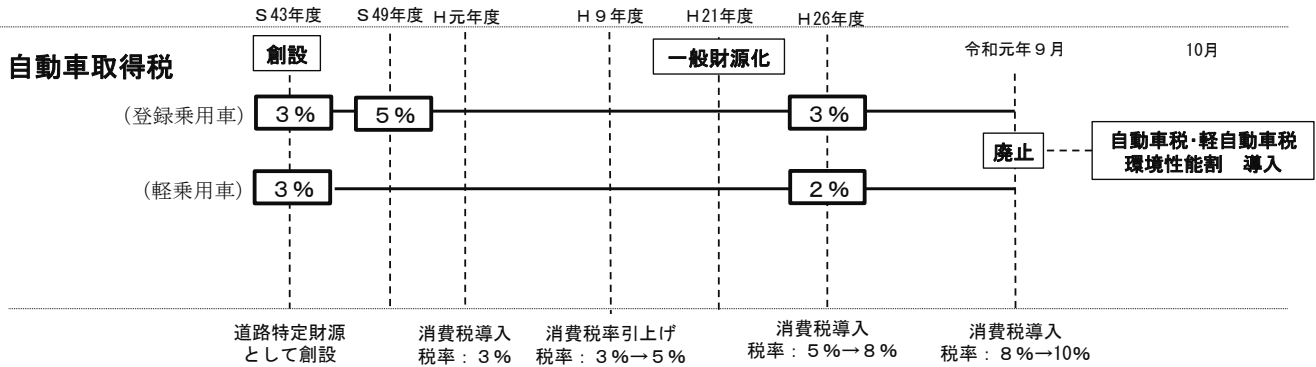 Ｓ43年度　Ｓ49年度　Ｈ元年度　Ｈ９年度　Ｈ21年度　Ｈ26年度
令和元年９月　10月
自動車取得税
創設
一般財源化
（登録乗用車）　３％　５％　３％
廃止
自動車税・軽自動車税
環境性能割　導入
（軽乗用車）　３％　２％
道路特定財源
として創設
消費税導入
税率：３％
消費税率引上げ
税率：３％→５％
消費税導入
税率：５％→８％
消費税導入
税率：８％→10％